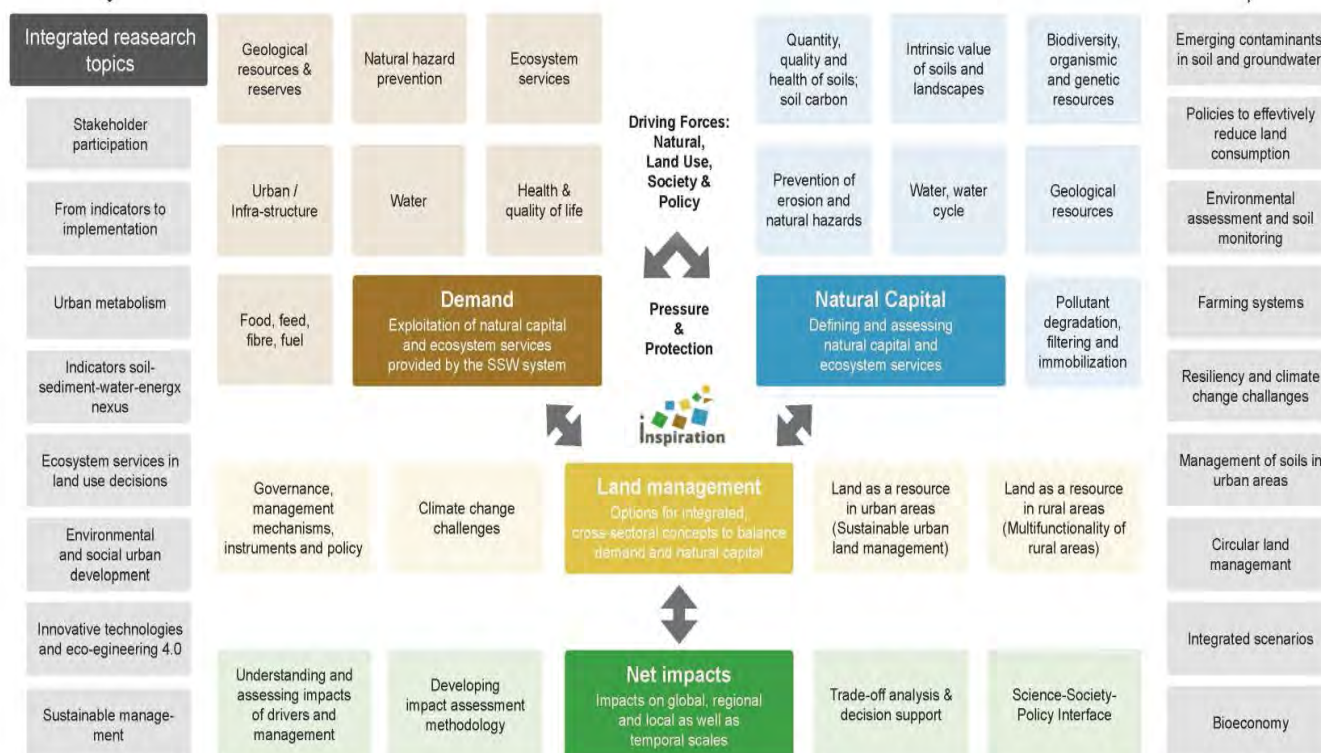 Integrated reasearch
topics
Stakeholder
participation
From indicators to
implementation
Urban metabolism
Indicators soil-
sediment-water-energx
nexus
Ecosystem services in
land use decisions
Environmental
and social urban
development
Innovative technologies
and eco-egineering 4.0
Sustainable manage-
ment
Geological
resources &
reserves
Natural hazard
prevention
Ecosystem
services
Urban /
Infra-structure
Water
Health &
quality of life
Food, feed,
fibre, fuel
Demand
Exploitation of natural capital
and ecosystem services
provided by the SSW system
Driving Forces:
Natural,
Land Use,
Society &
Policy
Pressure
&
Protection
inspiration
Quantity,
quality and
health of soils;
soil carbon
Intrinsic value
of soils and
landscapes
Biodiversity,
organismic
and genetic
resources
Prevention of
erosion and
natural hazards
Water, water
cycle
Geological
resources
Natural Capital
Defining and assessing
natural capital and
ecosystem services
Pollutant
degradation,
filtering and
immobilization
Governance,
management
mechanisms,
instruments and policy
Climate change
challenges
Land management
Options for integrated,
cross-sectoral concepts to balance
demand and natural capital
Land as a resource
in urban areas
(Sustainable urban
land management)
Land as a resource
in rural areas
(Multifunctionality of
rural areas)
Understanding and
assessing impacts
of drivers and
management
Developing
impact assessment
methodology
Net impacts
Impacts on global, regional
and local as well as
temporal scales
Trade-off analysis &
decision support
Science-Society-
Policy Interface
Emerging contaminants
in soil and groundwater
Policies to effevtively
reduce land
consumption
Environmental
assessment and soil
monitoring
Farming systems
Resiliency and climate
change challanges
Management of soils in
urban areas
Circular land
managemant
Integrated scenarios
Bioeconomy